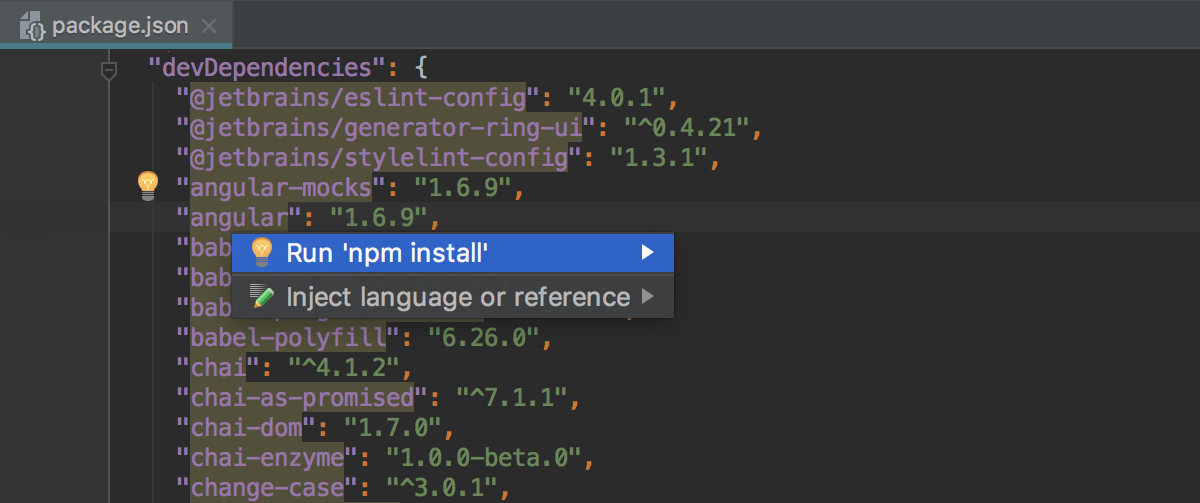 package.json
"devDependencies": {
"@jetbrains/eslint-config": "4.0.1",
"@jetbrains/generator-ring-ui": "^0.4.21",
"@jetbrains/stylelint-config": "1.3.1",
"angular-mocks": "1.6.9",
"angular": "1.6.9",
"bab
Run 'npm install'
"bab
Inject language or reference
"bab
"babel-polyfill": "6.26.0",
"chai": "^4.1.2",
"chai-as-promised": "^7.1.1",
"chai-dom": "1.7.0",
"chai-enzyme": "1.0.0-beta.0",
"change-case": "^3.0.1",